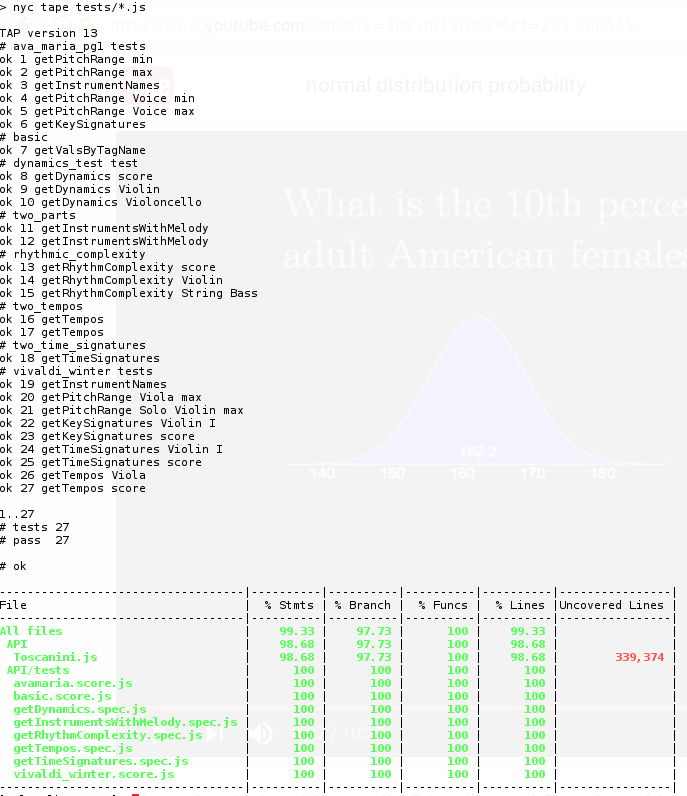 > nyc tape tests/*.js
https://www.youtube.com/watch?v=
TAP version 13
# ava_maria_pg1 tests
ok 1 getPitchRange min
ok 2 getPitchRange max
normal distribution probability
ok 3 getInstrumentNames
ok 4 getPitchRange Voice min
ok 5 getPitchRange Voice max
ok 6 getKeySignatures
# basic
ok 7 getValsByTagName
# dynamics_test test
ok 8 getDynamics score
ok 9 getDynamics Violin
ok 10 getDynamics Violoncello
What is the 10th perce
# two_parts
ok 11 getInstrumentsWithMelody
ok 12 getInstrumentsWithMelody
adult American females
# rhythmic_complexity
ok 13 getRhythmComplexity score
ok 14 getRhythmComplexity Violin
ok 15 getRhythmComplexity String Bass
# two_tempos
ok 16 getTempos
ok 17 getTempos
# two_time_signatures
ok 18 getTimeSignatures
# vivaldi_winter tests
ok 19 getInstrumentNames
ok 20 getPitchRange Viola max
ok 21 getPitchRange Solo Violin max
ok 22 getKeySignatures Violin I
ok 23 getKeySignatures score
ok 24 getTimeSignatures Violin I
162.2
ok 25 getTimeSignatures score
140 150 160 170 180
ok 26 getTempos Viola
ok 27 getTempos score
1..27
# tests 27
# pass  27
# ok
-------------------------------|----------|----------|----------|----------|----------------|
File | % Stmts | % Branch | % Funcs | % Lines |Uncovered Lines |
-------------------------------|----------|----------|----------|----------|----------------|
All files | 99.33 | 97.73 | 100 | 99.33 | |
API | 98.68 | 97.73 | 100 | 98.68 | |
Toscanini.js | 98.68 | 97.73 | 100 | 98.68 | 339,374 |
API/tests | 100 | 100 | 100 | 100 | |
avamaria.score.js | 100 | 100 | 100 | 100 | |
basic.score.js | 100 | 100 | 100 | 100 | |
getDynamics.spec.js | 100 | 100 | 100 | 100 | |
getInstrumentsWithMelody.spec.js | 100 | 100 | 100 | 100 | |
getRhythmComplexity.spec.js | 100 | 100 | 100 | 100 | |
getTempos.spec.js | 100 | 100 | 100 | 100 | |
getTimeSignatures.spec.js | 100 | 100 | 100 | 100 | |
vivaldi_winter.score.js | 100 | 100 | 100 | 100 | |
-------------------------------|----------|----------|----------|----------|----------------|